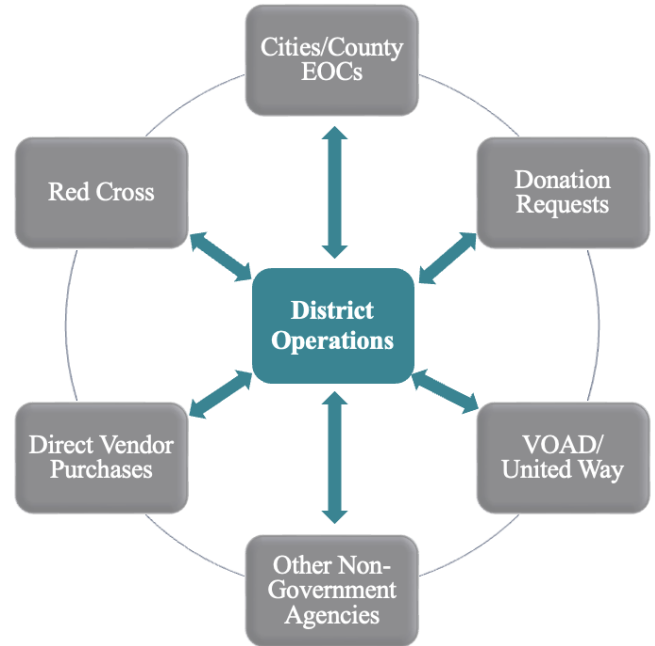 Cities/County
EOCs
Red Cross
Donation
Requests
District
Operations
Direct Vendor
Purchases
VOAD/
United Way
Other Non-
Government
Agencies